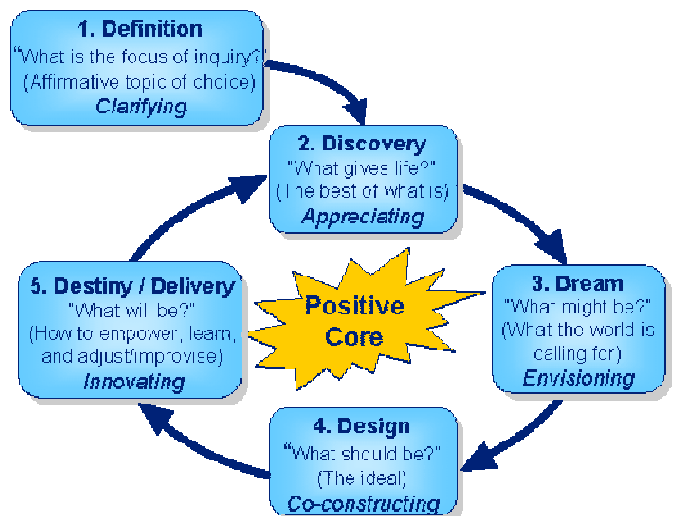 1. Definition
"What is the focus of inquiry?"
(Affirmative topic of choice)
Clarifying
2. Discovery
"What gives life?"
(The best of what is)
Appreciating
3. Dream
"What might be?"
(What the world is
calling for)
Envisioning
4. Design
"What should be?"
(The ideal)
Co-constructing
5. Destiny / Delivery
"What will be?"
(How to empower, learn,
and adjust/improvise)
Innovating
Positive
Core